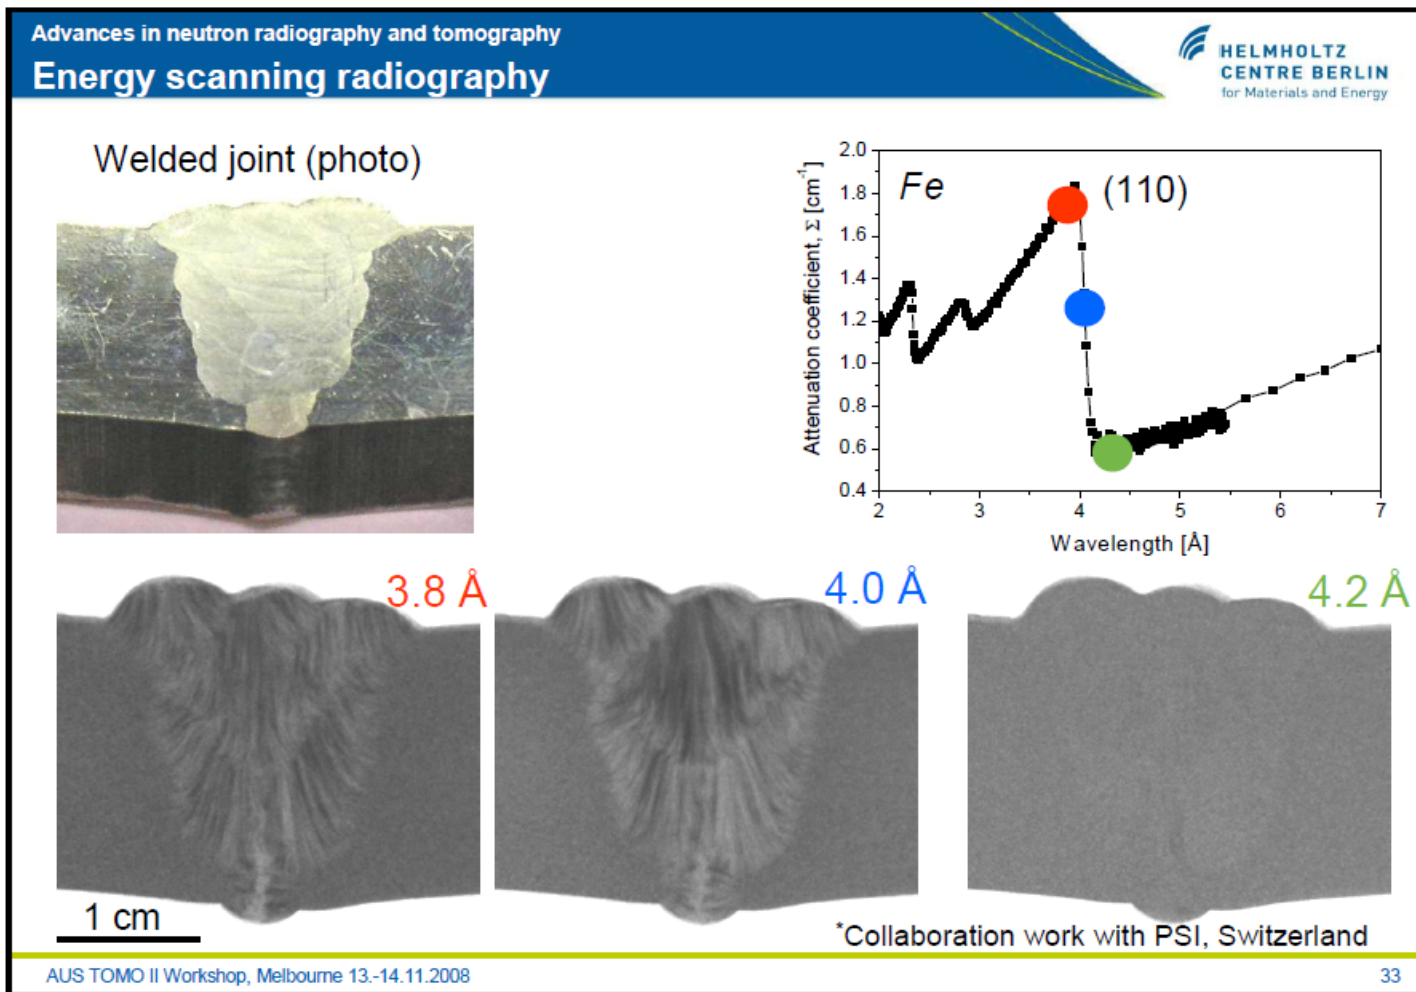 Advances in neutron radiography and tomography
Energy scanning radiography
HELMHOLTZ
CENTRE BERLIN
for Materials and Energy
Welded joint (photo)
Attenuation coefficient, Σ [cm⁻¹]
2.0
1.8
1.6
1.4
1.2
1.0
0.8
0.6
0.4
Fe
(110)
2 3 4 5 6 7
Wavelength [Å]
3.8 Å
4.0 Å
4.2 Å
1 cm
*Collaboration work with PSI, Switzerland
AUS TOMO II Workshop, Melbourne 13.-14.11.2008
33